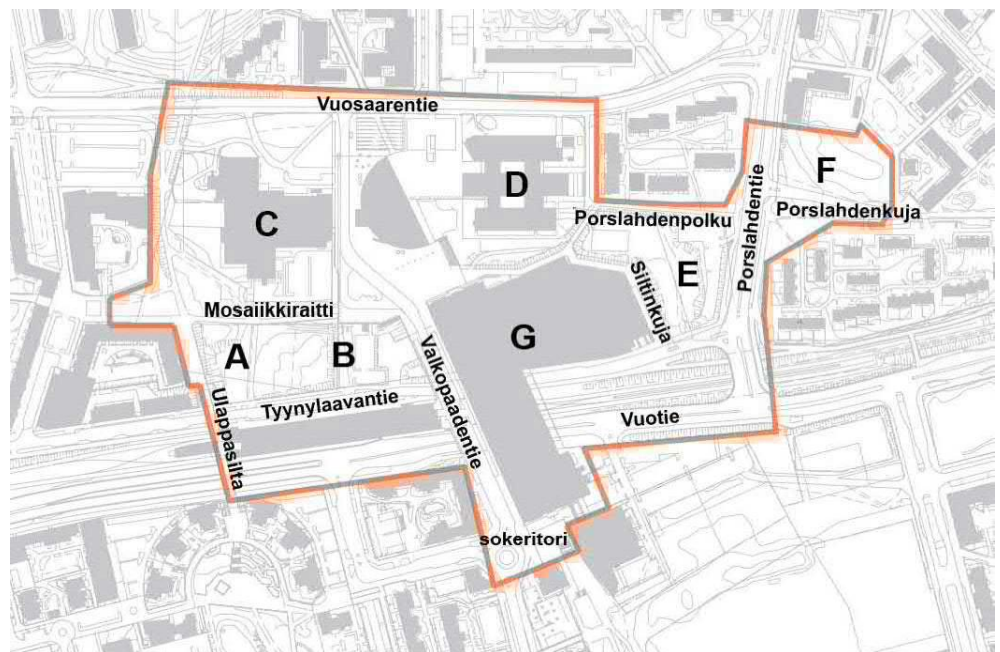 Vuosaarentie
F
D
Porslahdenpolku
Porslahdentie
Porslahdenkuja
C
E
Siltinkuja
Mosaiikkiraitti
G
A
B
Valkopaadentie
Tyynylaavantie
Ulappasilta
Vuotie
sokeritori